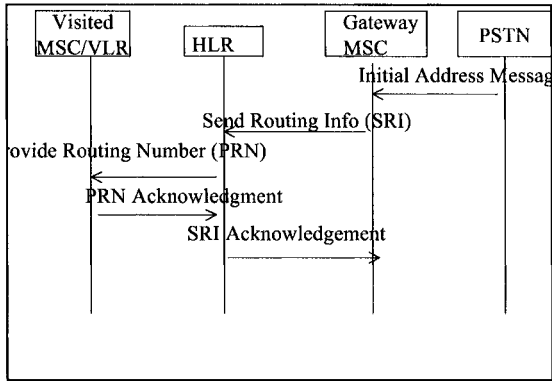 Visited
MSC/VLR
HLR
Gateway
MSC
PSTN
Initial Address Messag
Send Routing Info (SRI)
rovide Routing Number (PRN)
PRN Acknowledgment
SRI Acknowledgement